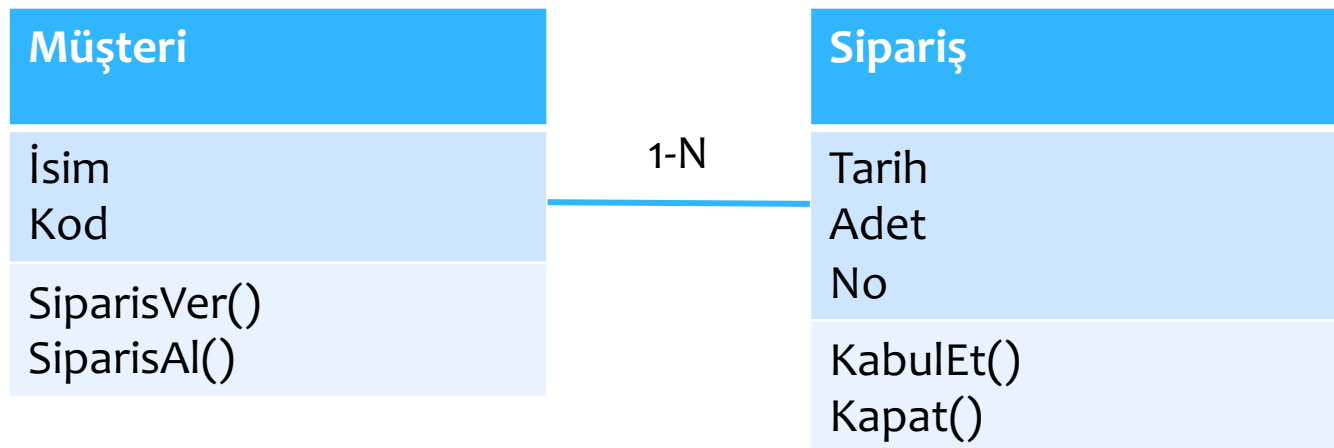 Müşteri
İsim
Kod
SiparisVer()
SiparisAl()
1-N
Sipariş
Tarih
Adet
No
KabulEt()
Kapat()